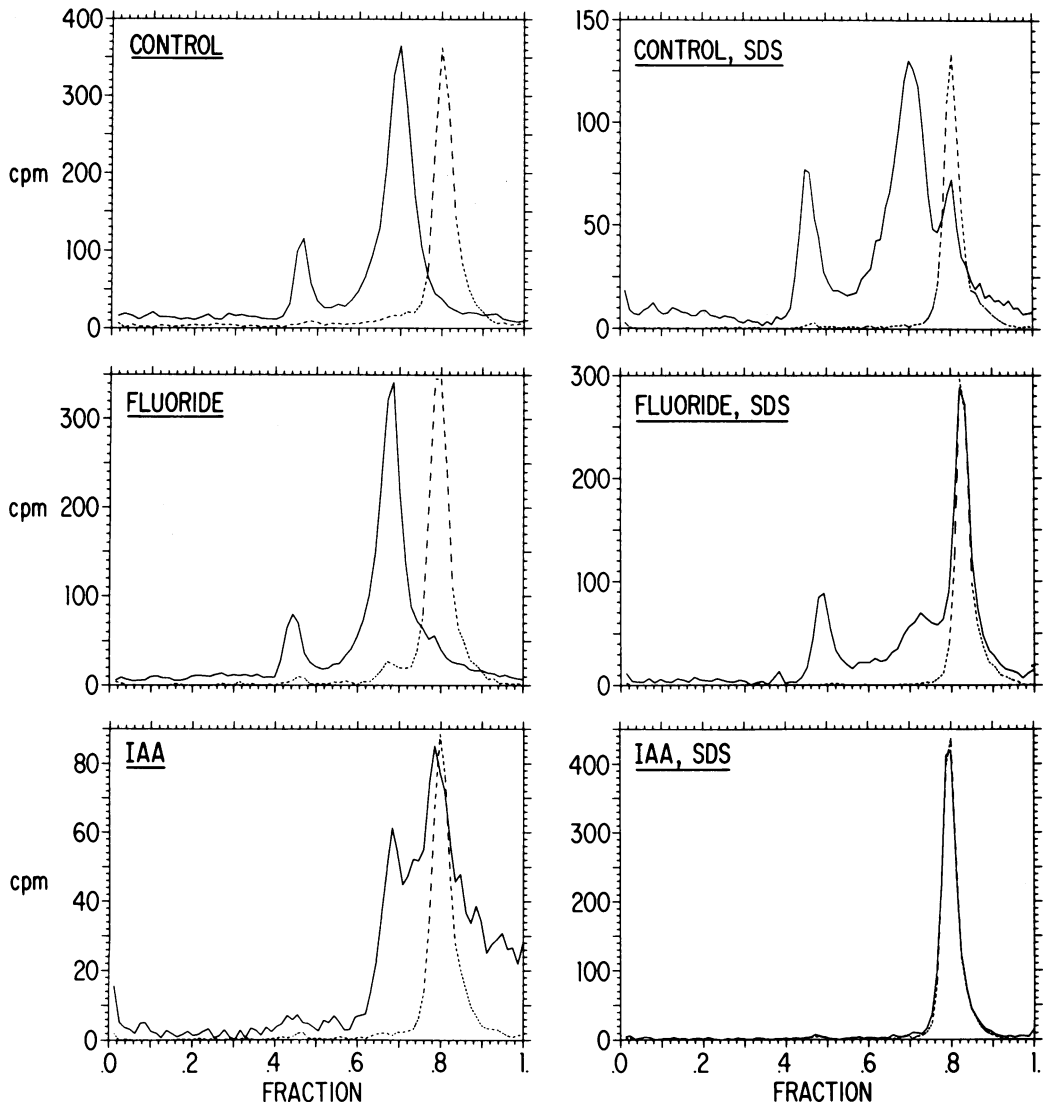 CONTROL
400
300
cpm
200
100
0
CONTROL, SDS
150
100
50
0
FLUORIDE
300
cpm
200
100
0
FLUORIDE, SDS
300
200
100
0
IAA
80
60
cpm
40
20
0
.0 .2 .4 .6 .8 1.
FRACTION
IAA, SDS
400
300
200
100
0
.0 .2 .4 .6 .8 1.
FRACTION